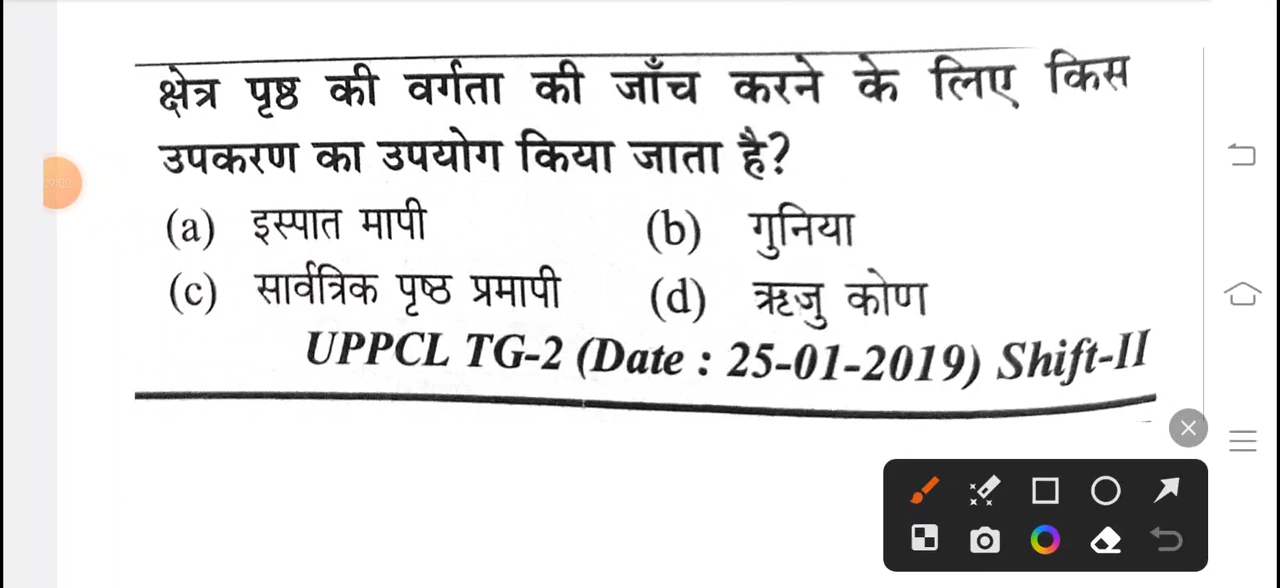 क्षेत्र पृष्ठ की वर्गता की जाँच करने के लिए किस
उपकरण का उपयोग किया जाता है?
(a) इस्पात मापी (b) गुनिया
(c) सार्वत्रिक पृष्ठ प्रमापी (d) ऋजु कोण
UPPCL TG-2 (Date : 25-01-2019) Shift-II